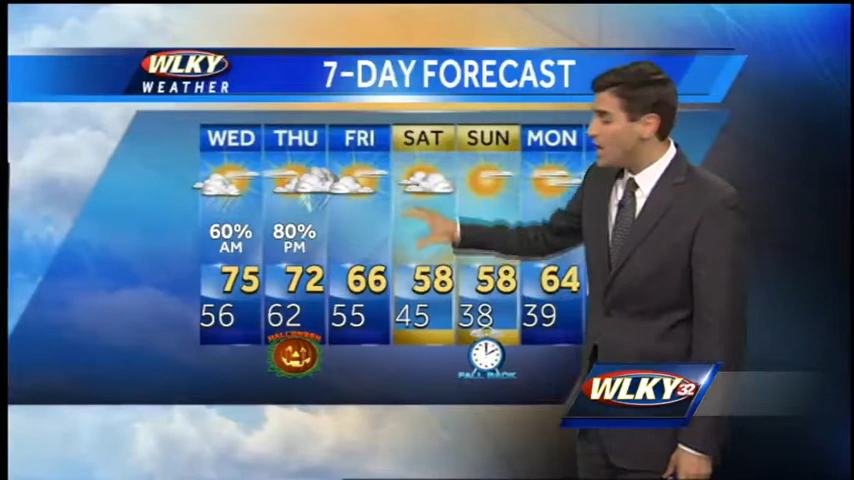 WLKY
WEATHER
7-DAY FORECAST
WED THU FRI SAT SUN MON
60% 80%
AM PM
75 72 66 58 58 64
56 62 55 45 38 39
HALLOWEEN
FALL BACK
WLKY 32